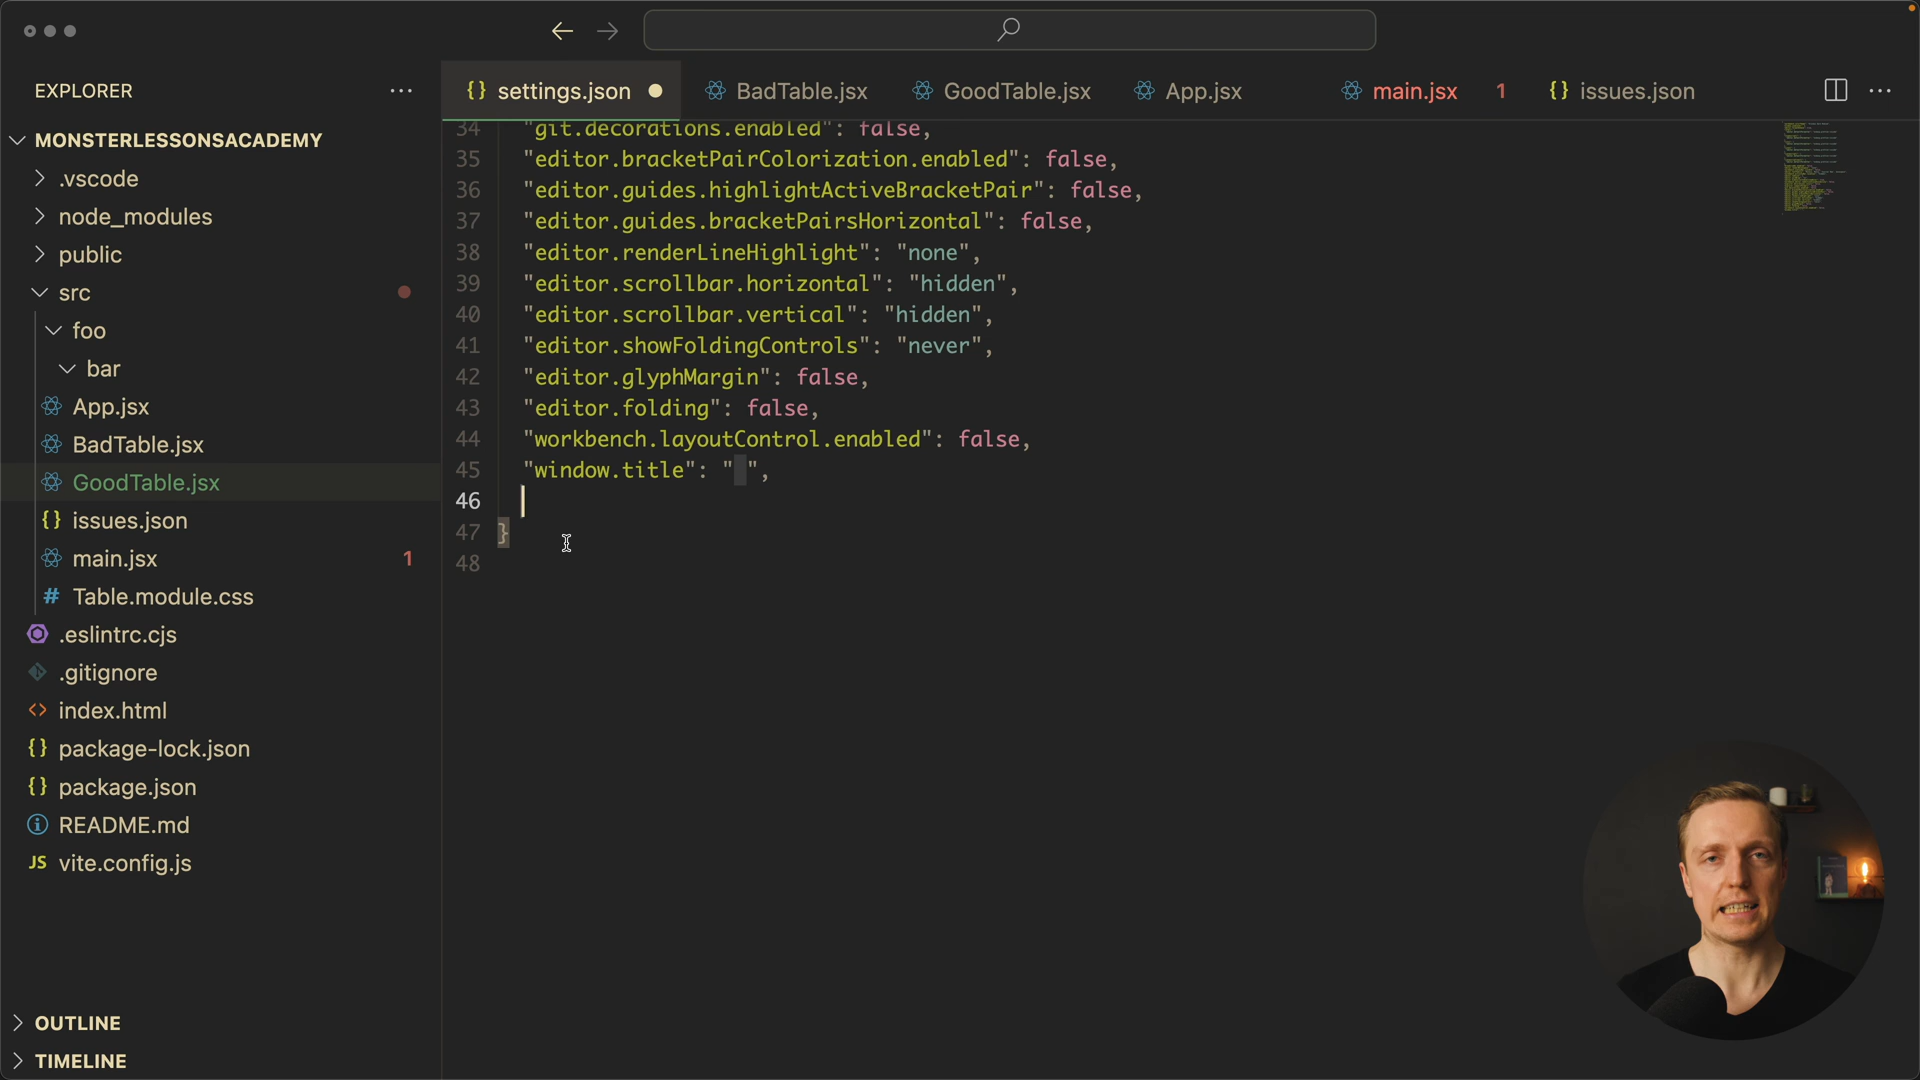 EXPLORER
MONSTERLESSONSACADEMY
.vscode
node_modules
public
src
foo
bar
App.jsx
BadTable.jsx
GoodTable.jsx
issues.json
main.jsx 1
Table.module.css
.eslintrc.cjs
.gitignore
index.html
package-lock.json
package.json
README.md
JS vite.config.js
OUTLINE
TIMELINE
{} settings.json BadTable.jsx GoodTable.jsx App.jsx main.jsx 1 {} issues.json
34 "git.decorations.enabled": false,
35 "editor.bracketPairColorization.enabled": false,
36 "editor.guides.highlightActiveBracketPair": false,
37 "editor.guides.bracketPairsHorizontal": false,
38 "editor.renderLineHighlight": "none",
39 "editor.scrollbar.horizontal": "hidden",
40 "editor.scrollbar.vertical": "hidden",
41 "editor.showFoldingControls": "never",
42 "editor.glyphMargin": false,
43 "editor.folding": false,
44 "workbench.layoutControl.enabled": false,
45 "window.title": " ",
46
47 }
48